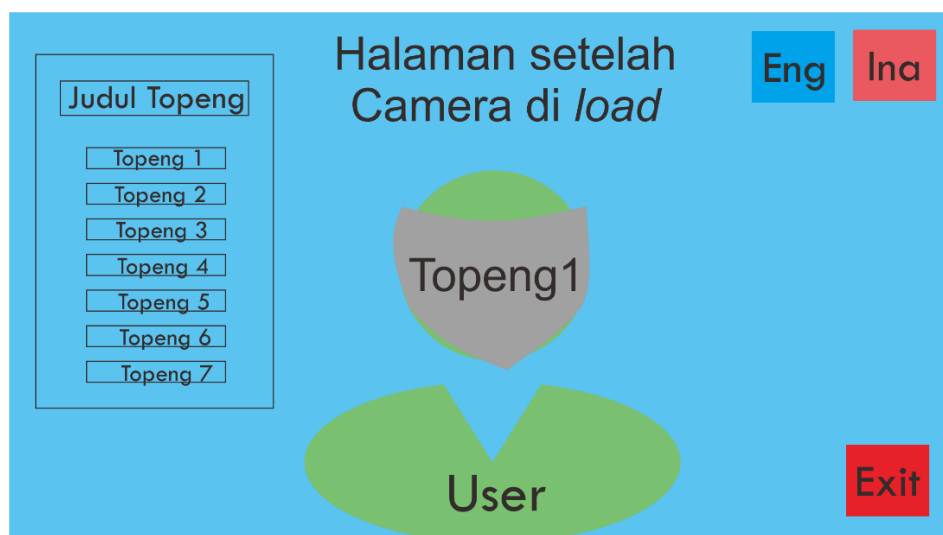 Judul Topeng
Topeng 1
Topeng 2
Topeng 3
Topeng 4
Topeng 5
Topeng 6
Topeng 7
Halaman setelah
Camera di load
Eng
Ina
Topeng1
User
Exit